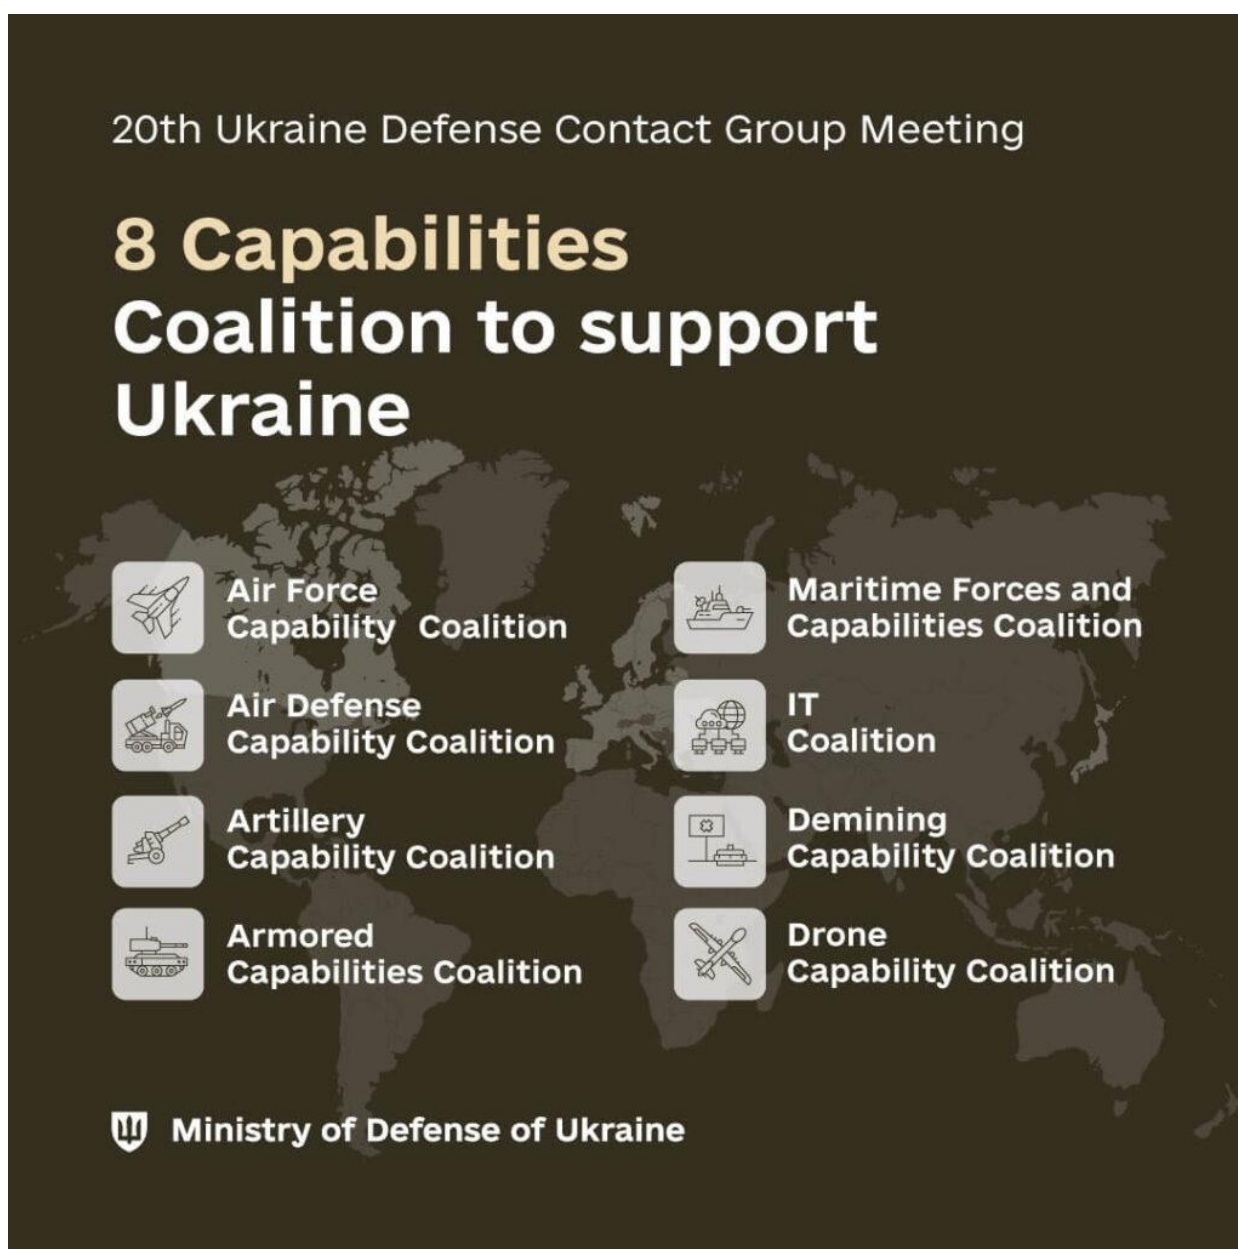 20th Ukraine Defense Contact Group Meeting
8 Capabilities
Coalition to support
Ukraine
Air Force
Capability Coalition
Air Defense
Capability Coalition
Artillery
Capability Coalition
Armored
Capabilities Coalition
Maritime Forces and
Capabilities Coalition
IT
Coalition
Demining
Capability Coalition
Drone
Capability Coalition
Ministry of Defense of Ukraine